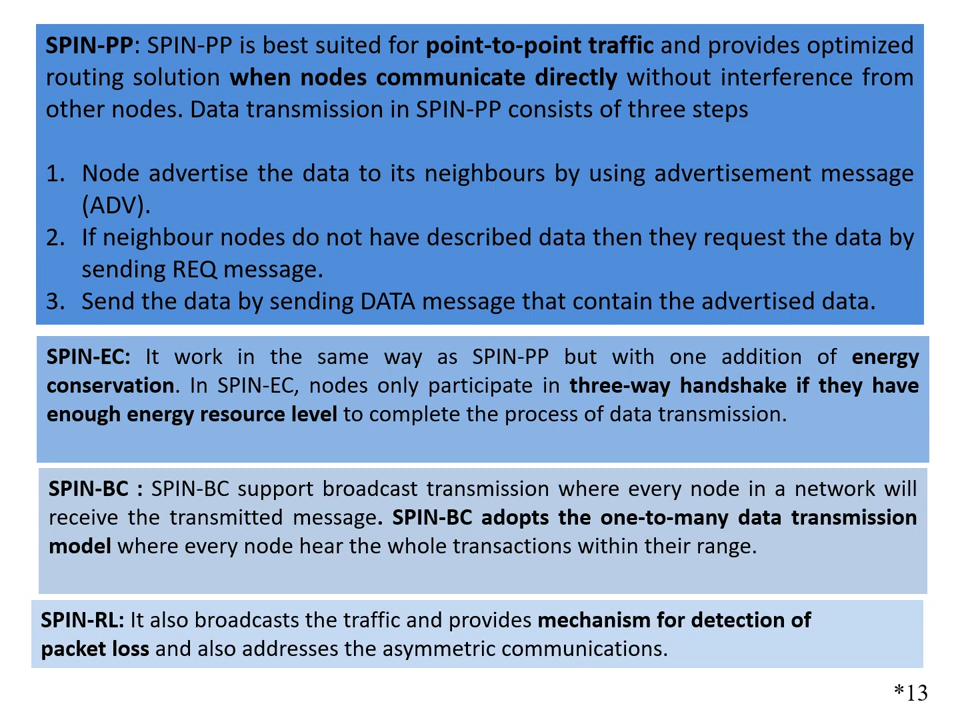 SPIN-PP: SPIN-PP is best suited for point-to-point traffic and provides optimized
routing solution when nodes communicate directly without interference from
other nodes. Data transmission in SPIN-PP consists of three steps
1. Node advertise the data to its neighbours by using advertisement message
(ADV).
2. If neighbour nodes do not have described data then they request the data by
sending REQ message.
3. Send the data by sending DATA message that contain the advertised data.
SPIN-EC: It work in the same way as SPIN-PP but with one addition of energy
conservation. In SPIN-EC, nodes only participate in three-way handshake if they have
enough energy resource level to complete the process of data transmission.
SPIN-BC : SPIN-BC support broadcast transmission where every node in a network will
receive the transmitted message. SPIN-BC adopts the one-to-many data transmission
model where every node hear the whole transactions within their range.
SPIN-RL: It also broadcasts the traffic and provides mechanism for detection of
packet loss and also addresses the asymmetric communications.
*13